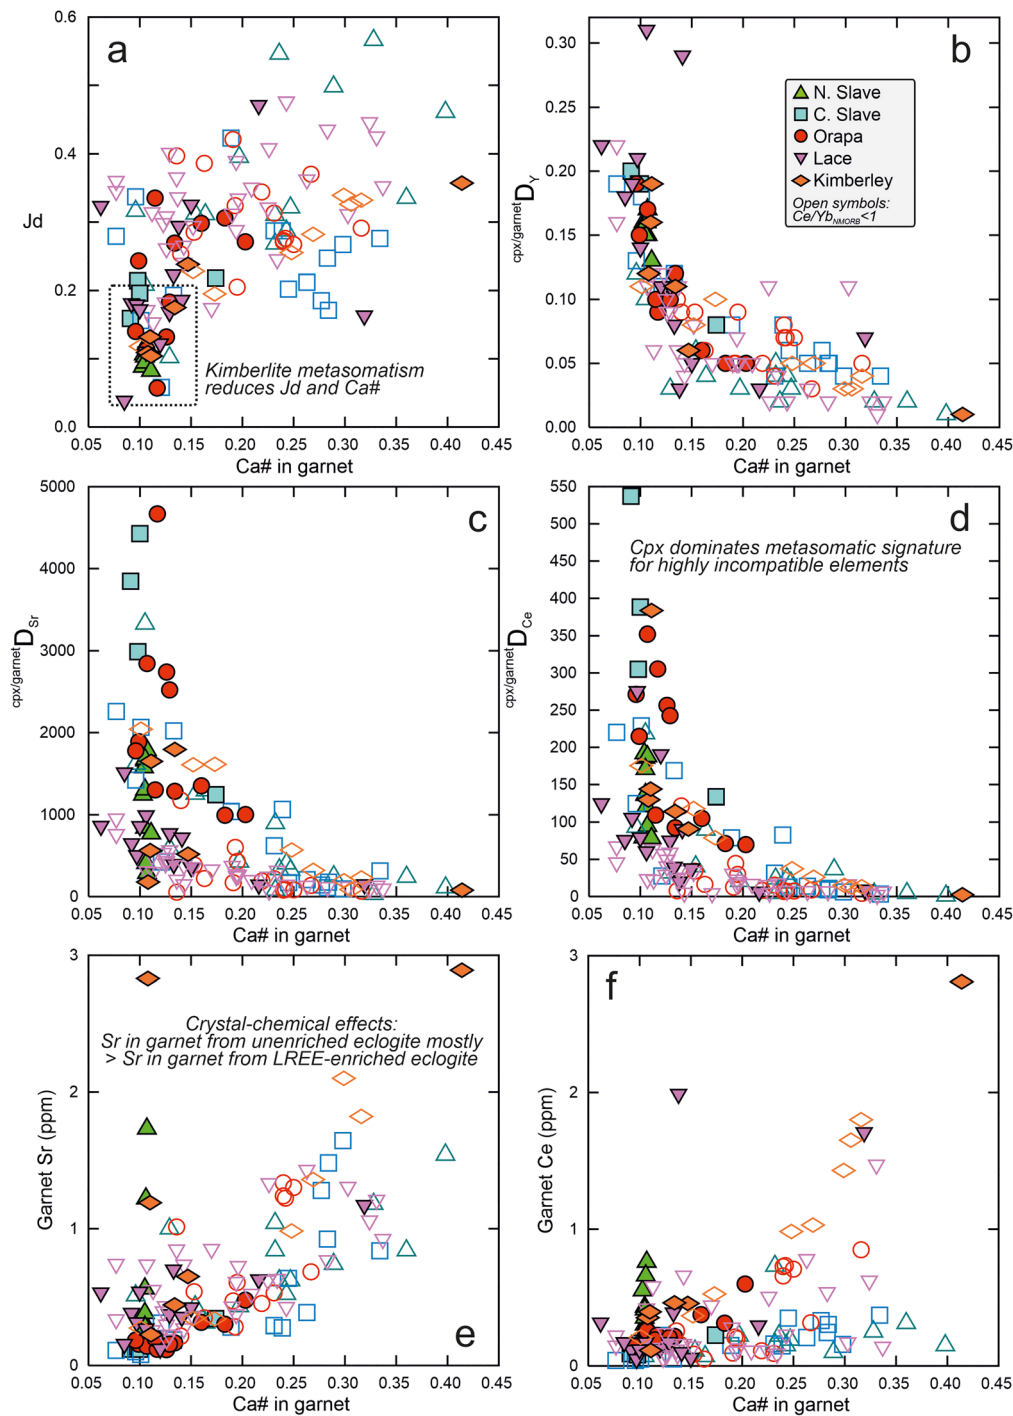 0.6
0.4
0.2
0.0
Jd
a
Kimberlite metasomatism
reduces Jd and Ca#
0.05 0.10 0.15 0.20 0.25 0.30 0.35 0.40 0.45
Ca# in garnet
0.30
0.25
0.20
0.15
0.10
0.05
0.00
cpx/garnetDY
b
N. Slave
C. Slave
Orapa
Lace
Kimberley
Open symbols:
Ce/YbNMORB<1
0.05 0.10 0.15 0.20 0.25 0.30 0.35 0.40 0.45
Ca# in garnet
5000
4000
3000
2000
1000
0
cpx/garnetDSr
c
0.05 0.10 0.15 0.20 0.25 0.30 0.35 0.40 0.45
Ca# in garnet
550
500
450
400
350
300
250
200
150
100
50
0
cpx/garnetDCe
d
Cpx dominates metasomatic signature
for highly incompatible elements
0.05 0.10 0.15 0.20 0.25 0.30 0.35 0.40 0.45
Ca# in garnet
3
2
1
0
Garnet Sr (ppm)
Crystal-chemical effects:
Sr in garnet from unenriched eclogite mostly
> Sr in garnet from LREE-enriched eclogite
e
0.05 0.10 0.15 0.20 0.25 0.30 0.35 0.40 0.45
Ca# in garnet
3
2
1
0
Garnet Ce (ppm)
f
0.05 0.10 0.15 0.20 0.25 0.30 0.35 0.40 0.45
Ca# in garnet